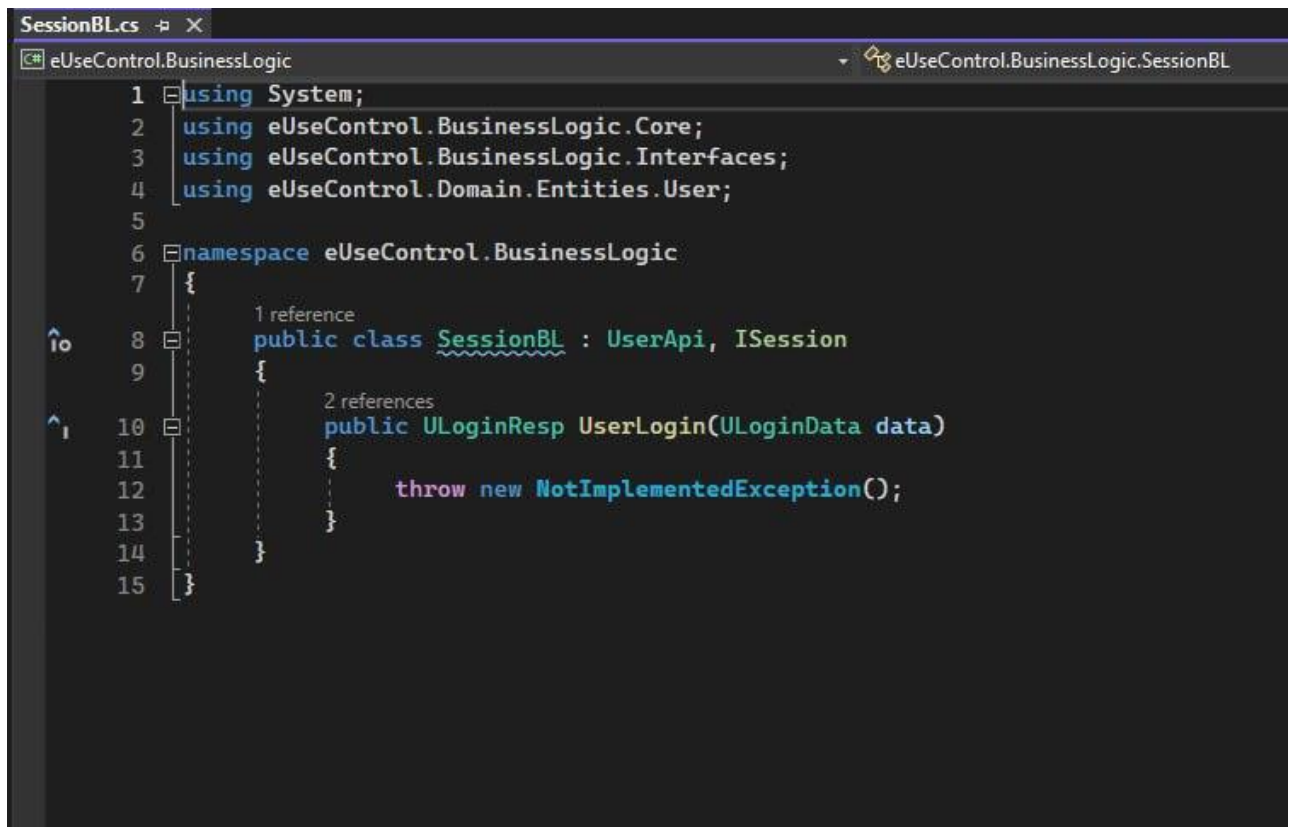 SessionBL.cs
C# eUseControl.BusinessLogic eUseControl.BusinessLogic.SessionBL
1 using System;
2 using eUseControl.BusinessLogic.Core;
3 using eUseControl.BusinessLogic.Interfaces;
4 using eUseControl.Domain.Entities.User;
5
6 namespace eUseControl.BusinessLogic
7 {
1 reference
8 public class SessionBL : UserApi, ISession
9 {
2 references
10 public ULoginResp UserLogin(ULoginData data)
11 {
12 throw new NotImplementedException();
13 }
14 }
15 }